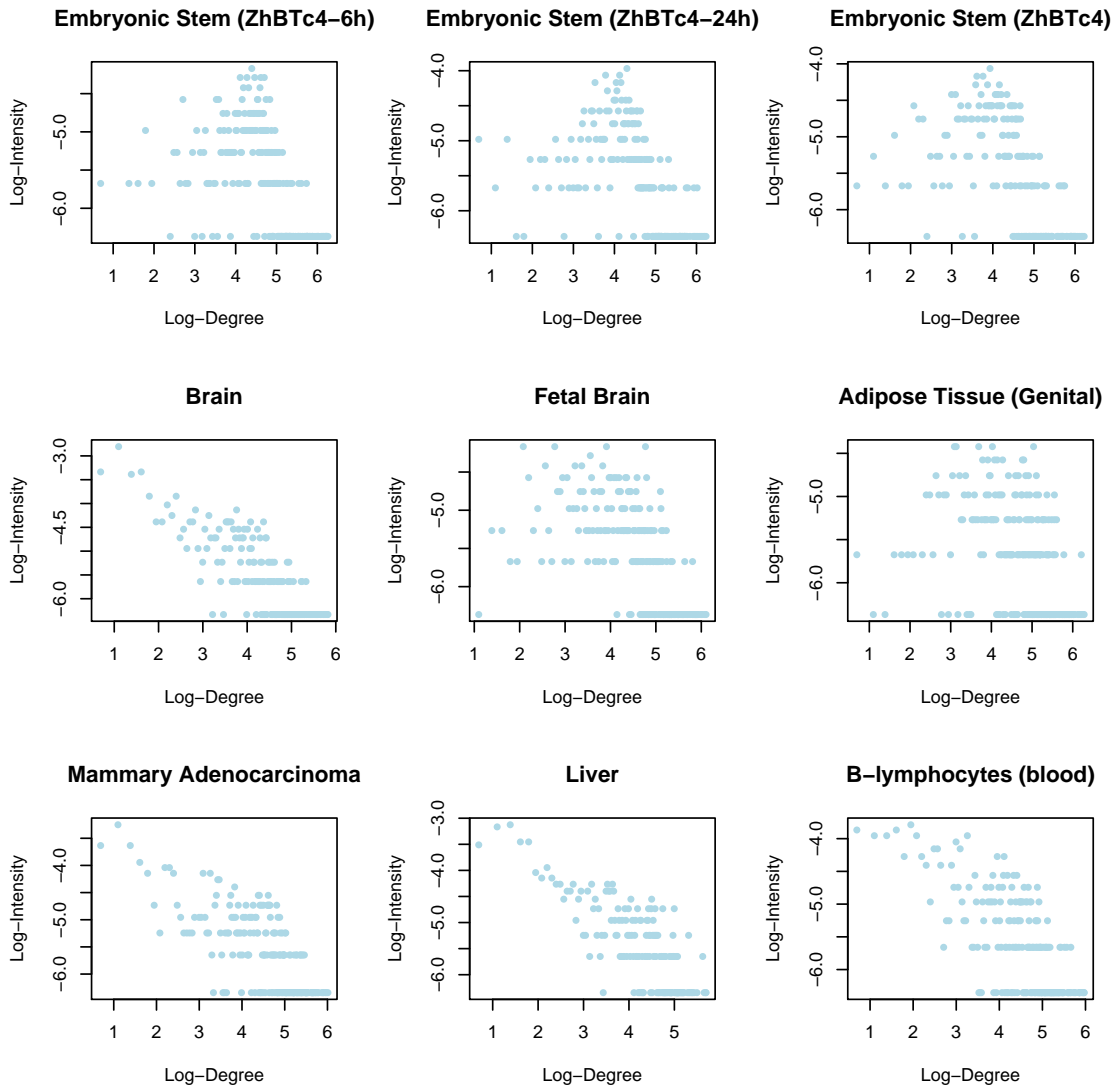 Embryonic Stem (ZhBTc4−6h)
Embryonic Stem (ZhBTc4−24h)
Embryonic Stem (ZhBTc4)
Log−Intensity
−5.0
−6.0
1 2 3 4 5 6
Log−Degree
Log−Intensity
−4.0
−5.0
−6.0
1 2 3 4 5 6
Log−Degree
Log−Intensity
−4.0
−5.0
−6.0
1 2 3 4 5 6
Log−Degree
Brain
Fetal Brain
Adipose Tissue (Genital)
Log−Intensity
−3.0
−4.5
−6.0
1 2 3 4 5 6
Log−Degree
Log−Intensity
−5.0
−6.0
1 2 3 4 5 6
Log−Degree
Log−Intensity
−5.0
−6.0
1 2 3 4 5 6
Log−Degree
Mammary Adenocarcinoma
Liver
B−lymphocytes (blood)
Log−Intensity
−4.0
−5.0
−6.0
1 2 3 4 5 6
Log−Degree
Log−Intensity
−3.0
−4.0
−5.0
−6.0
1 2 3 4 5
Log−Degree
Log−Intensity
−4.0
−5.0
−6.0
1 2 3 4 5 6
Log−Degree